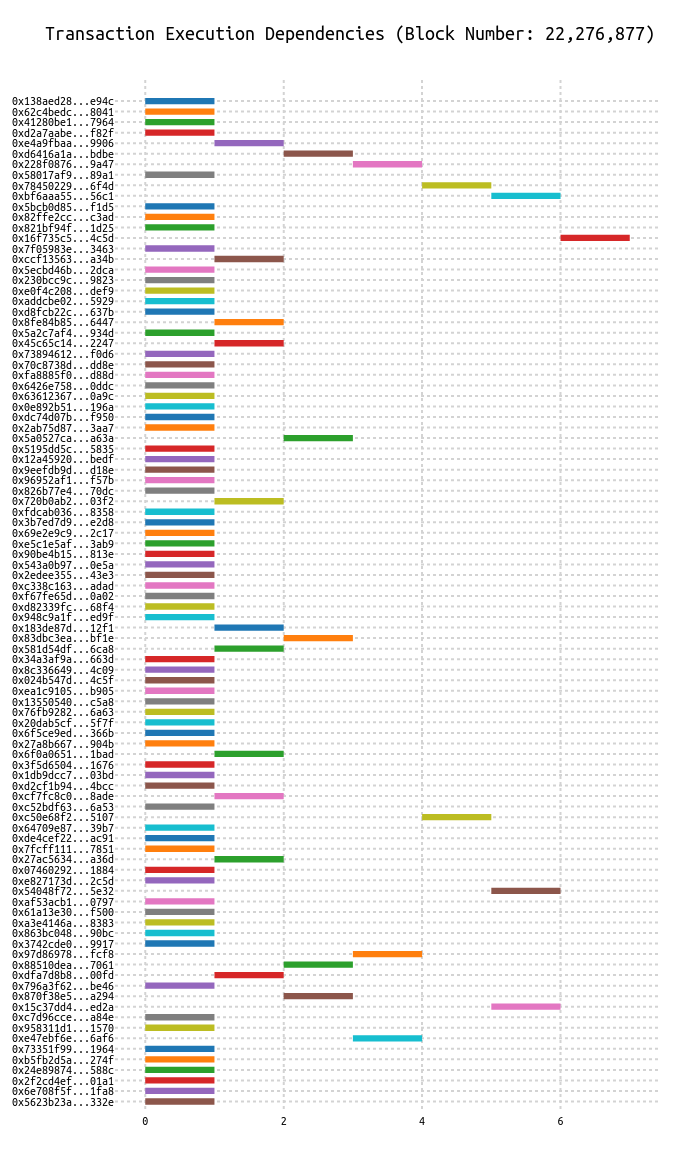 Transaction Execution Dependencies (Block Number: 22,276,877)
0x138aed28...e94c
0x62c4bedc...8041
0x41280be1...7964
0xd2a7aabe...f82f
0xe4a9fbaa...9906
0xd6416a1a...bdbe
0x228f0876...9a47
0x58017af9...89a1
0x78450229...6f4d
0xbf6aaa55...56c1
0x5bcb0d85...f1d5
0x82ffe2cc...c3ad
0x821bf94f...1d25
0x16f735c5...4c5d
0x7f05983e...3463
0xccf13563...a34b
0x5ecbd46b...2dca
0x230bcc9c...9823
0xe0f4c208...def9
0xaddcbe02...5929
0xd8fcb22c...637b
0x8fe84b85...6447
0x5a2c7af4...934d
0x45c65c14...2247
0x73894612...f0d6
0x70c8738d...dd8e
0xfa8885f0...d88d
0x6426e758...0ddc
0x63612367...0a9c
0x0e892b51...196a
0xdc74d07b...f950
0x2ab75d87...3aa7
0x5a0527ca...a63a
0x5195dd5c...5835
0x12a45920...bedf
0x9eefdb9d...d18e
0x96952af1...f57b
0x826b77e4...70dc
0x720b0ab2...03f2
0xfdcab036...8358
0x3b7ed7d9...e2d8
0x69e2e9c9...2c17
0xe5c1e5af...3ab9
0x90be4b15...813e
0x543a0b97...0e5a
0x2edee355...43e3
0xc338c163...adad
0xf67fe65d...0a02
0xd82339fc...68f4
0x948c9a1f...ed9f
0x183de87d...12f1
0x83dbc3ea...bf1e
0x581d54df...6ca8
0x34a3af9a...663d
0x8c336649...4c09
0x024b547d...4c5f
0xea1c9105...b905
0x13550540...c5a8
0x76fb9282...6a63
0x20dab5cf...5f7f
0x6f5ce9ed...366b
0x27a8b667...904b
0x6f0a0651...1bad
0x3f5d6504...1676
0x1db9dcc7...03bd
0xd2cf1b94...4bcc
0xcf7fc8c0...8ade
0xc52bdf63...6a53
0xc50e68f2...5107
0x64709e87...39b7
0xde4cef22...ac91
0x7fcff111...7851
0x27ac5634...a36d
0x07460292...1884
0xe827173d...2c5d
0x54048f72...5e32
0xaf53acb1...0797
0x61a13e30...f500
0xa3e4146a...8383
0x863bc048...90bc
0x3742cde0...9917
0x97d86978...fcf8
0x88510dea...7061
0xdfa7d8b8...00fd
0x796a3f62...be46
0x870f38e5...a294
0x15c37dd4...ed2a
0xc7d96cce...a84e
0x958311d1...1570
0xe47ebf6e...6af6
0x73351f99...1964
0xb5fb2d5a...274f
0x24e89874...588c
0x2f2cd4ef...01a1
0x6e708f5f...1fa8
0x5623b23a...332e
0 2 4 6